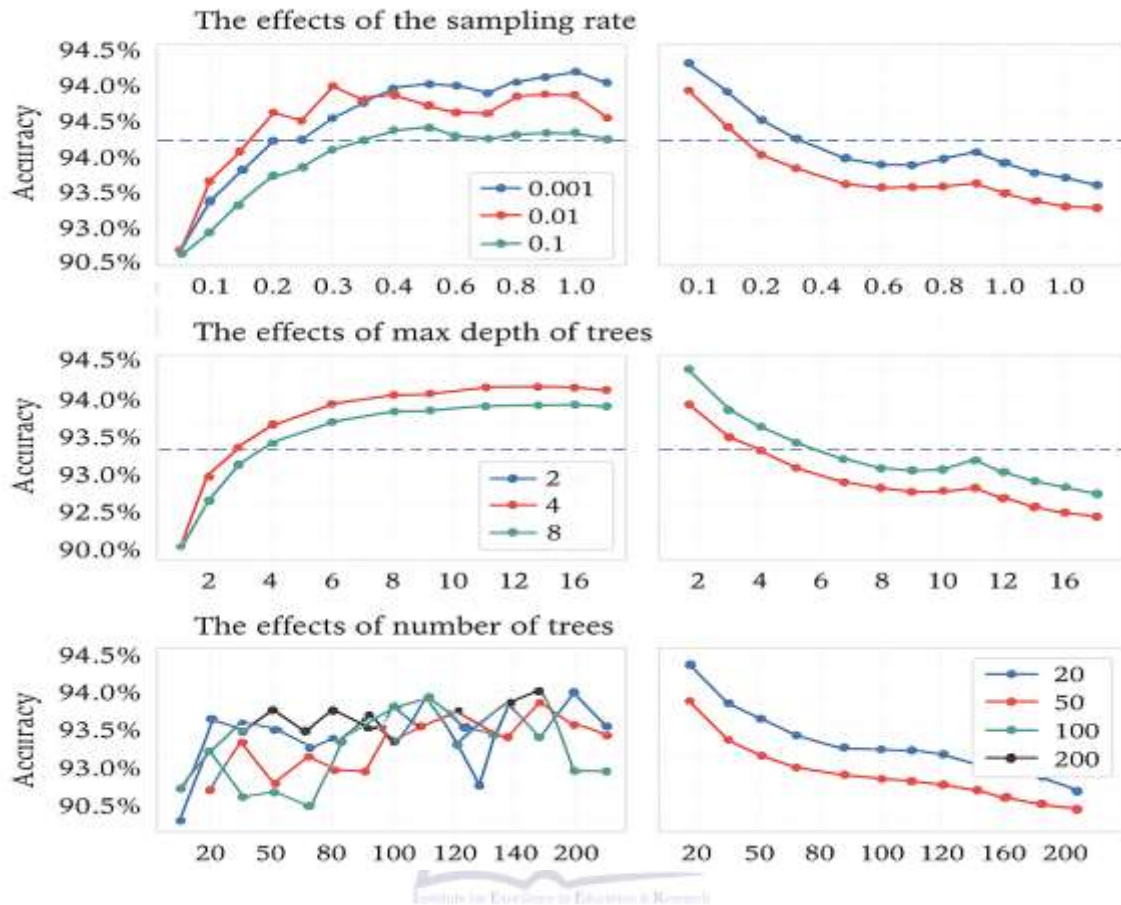 The effects of the sampling rate
Accuracy
94.5%
94.0%
94.5%
94.0%
93.5%
93.0%
90.5%
0.001
0.01
0.1
0.1 0.2 0.3 0.4 0.6 0.8 1.0
0.1 0.2 0.4 0.6 0.8 1.0 1.0
The effects of max depth of trees
Accuracy
94.5%
94.0%
93.5%
93.0%
92.5%
90.0%
2
4
8
2 4 6 8 10 12 16
2 4 6 8 10 12 16
The effects of number of trees
Accuracy
94.5%
94.0%
93.5%
93.0%
90.5%
20
50
100
200
20 50 80 100 120 140 200
20 50 80 100 120 160 200
Institute for Excellence in Education & Research